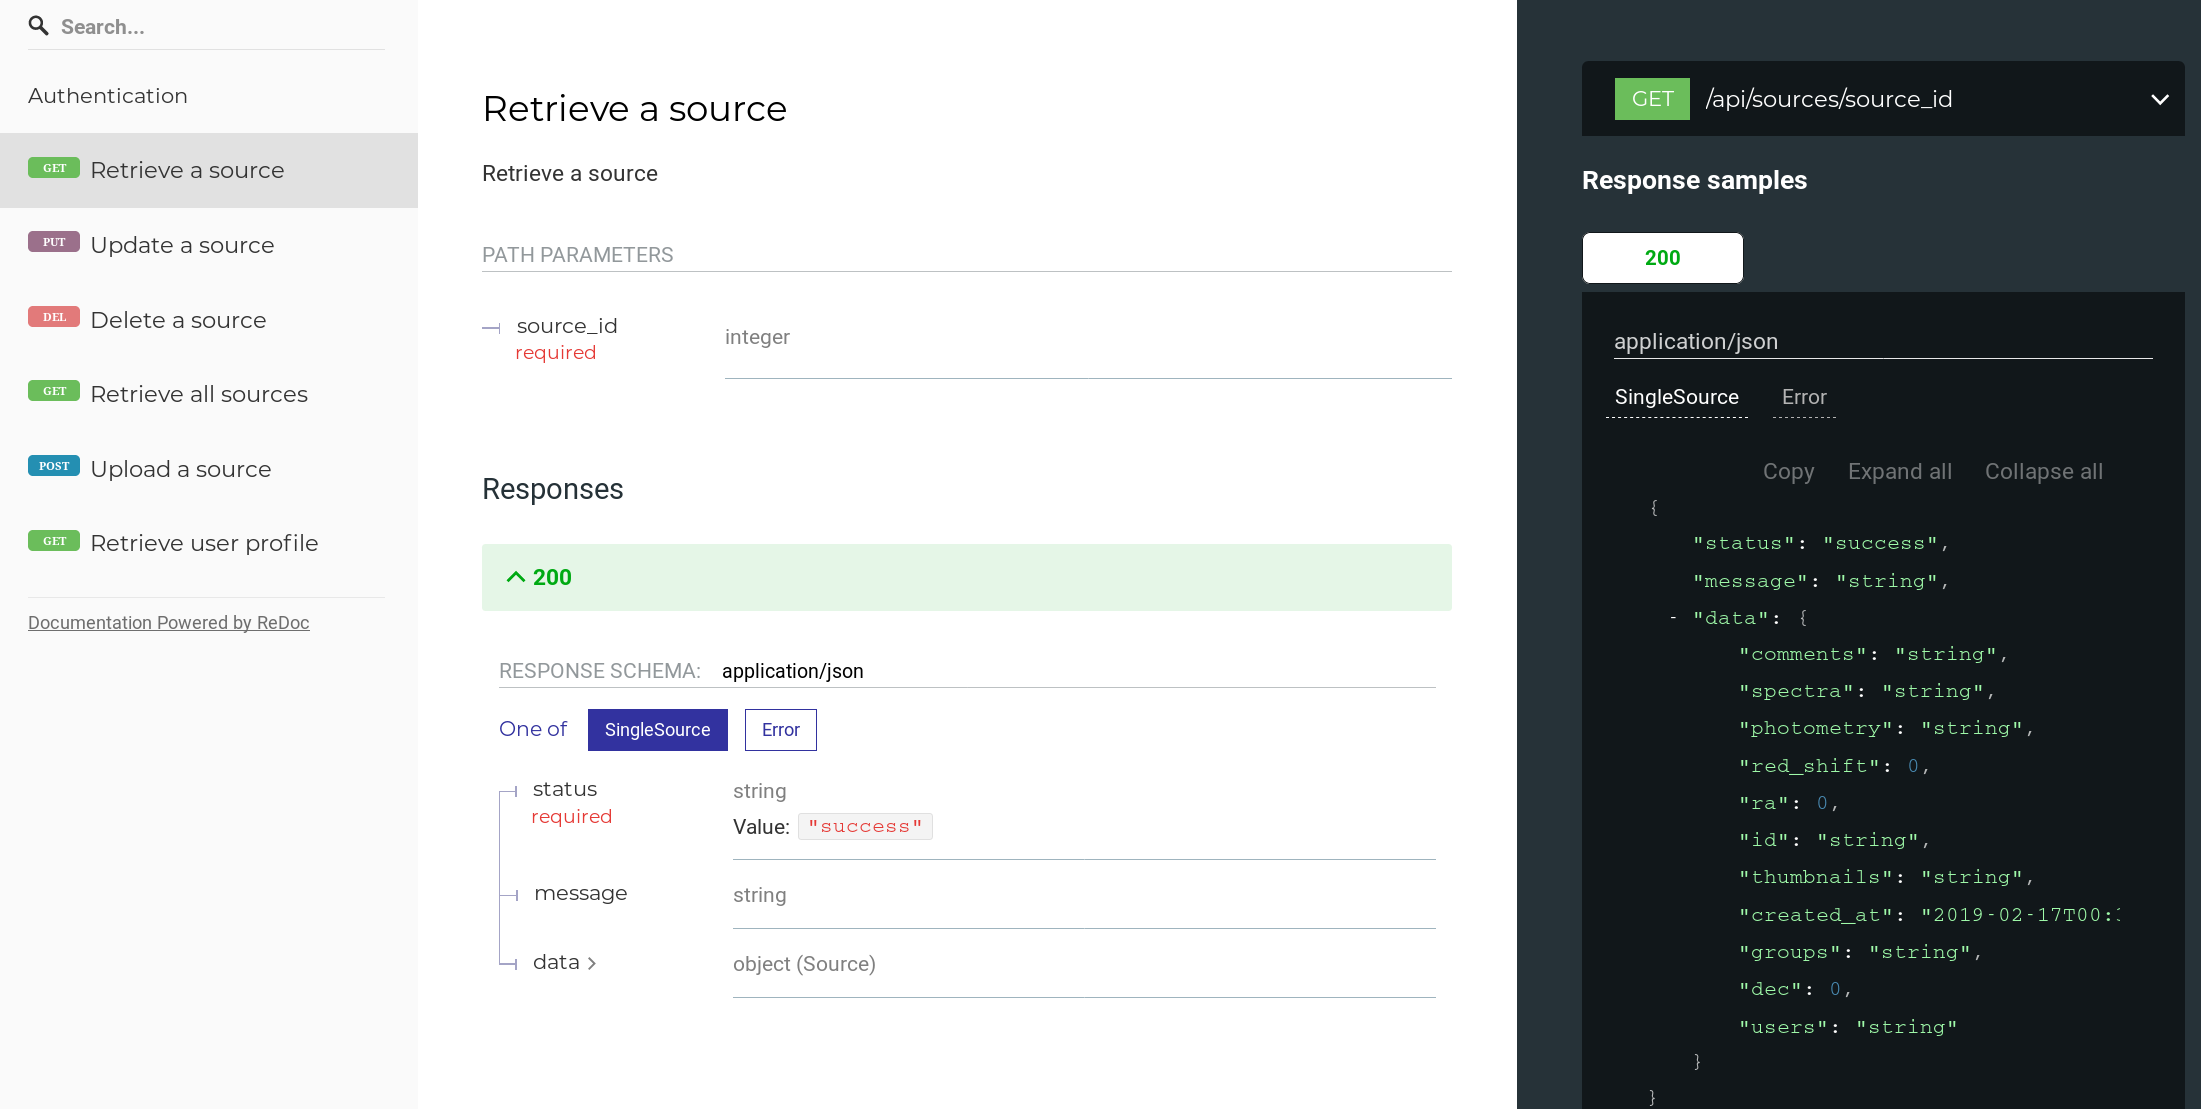 Search...
Authentication
GET Retrieve a source
PUT Update a source
DEL Delete a source
GET Retrieve all sources
POST Upload a source
GET Retrieve user profile
Documentation Powered by ReDoc
Retrieve a source
Retrieve a source
PATH PARAMETERS
source_id integer
required
Responses
200
RESPONSE SCHEMA: application/json
One of SingleSource Error
status string
required Value: "success"
message string
data object (Source)
GET /api/sources/source_id
Response samples
200
application/json
SingleSource Error
Copy Expand all Collapse all
{
"status": "success",
"message": "string",
- "data": {
"comments": "string",
"spectra": "string",
"photometry": "string",
"red_shift": 0,
"ra": 0,
"id": "string",
"thumbnails": "string",
"created_at": "2019-02-17T00:
"groups": "string",
"dec": 0,
"users": "string"
}
}